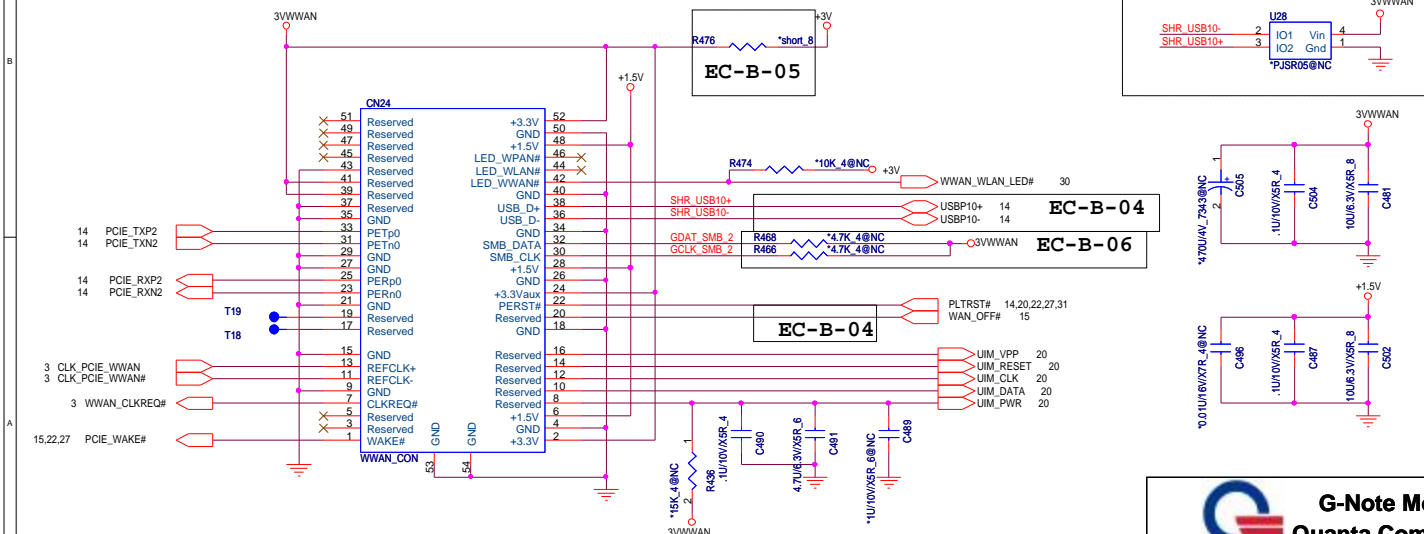 3VWWAN
R476 *short_8 +3V
EC-B-05
+1.5V
SHR_USB10-
SHR_USB10+
U28
2 IO1 Vin 4
3 IO2 Gnd 1
*PJSR05@NC
3VWWAN
B
A
CN24
51 Reserved +3.3V 52
49 Reserved GND 50
47 Reserved +1.5V 48
45 Reserved LED_WPAN# 46
43 Reserved LED_WLAN# 44
41 Reserved LED_WWAN# 42
39 Reserved GND 40
37 Reserved USB_D+ 38
35 GND USB_D- 36
33 PETp0 GND 34
31 PETn0 SMB_DATA 32
29 GND SMB_CLK 30
27 GND +1.5V 28
25 PERp0 GND 26
23 PERn0 +3.3Vaux 24
21 GND PERST# 22
19 Reserved Reserved 20
17 Reserved GND 18
15 GND Reserved 16
13 REFCLK+ Reserved 14
11 REFCLK- Reserved 12
9 GND Reserved 10
7 CLKREQ# Reserved 8
5 Reserved +1.5V 6
3 Reserved GND 4
1 WAKE# +3.3V 2
GND GND
53 54
WWAN_CON
14 PCIE_TXP2
14 PCIE_TXN2
14 PCIE_RXP2
14 PCIE_RXN2
T19
T18
3 CLK_PCIE_WWAN
3 CLK_PCIE_WWAN#
3 WWAN_CLKREQ#
15,22,27 PCIE_WAKE#
R474 *10K_4@NC +3V
WWAN_WLAN_LED# 30
SHR_USB10+
SHR_USB10-
USBP10+ 14
USBP10- 14
EC-B-04
GDAT_SMB_2 R468 *4.7K_4@NC
GCLK_SMB_2 R466 *4.7K_4@NC
3VWWAN
EC-B-06
PLTRST# 14,20,22,27,31
WAN_OFF# 15
EC-B-04
UIM_VPP 20
UIM_RESET 20
UIM_CLK 20
UIM_DATA 20
UIM_PWR 20
1
2
*15K_4@NC
R436
3VWWAN
.1U/10V/X5R_4
C490
4.7U/6.3V/X5R_6
C491
*1U/10V/X5R_6@NC
C489
3VWWAN
1
2
+
*470U/4V_7343@NC
C505
.1U/10V/X5R_4
C504
10U/6.3V/X5R_8
C481
+1.5V
*0.01U/16V/X7R_4@NC
C496
.1U/10V/X5R_4
C487
10U/6.3V/X5R_8
C502
G-Note Mo
Quanta Com